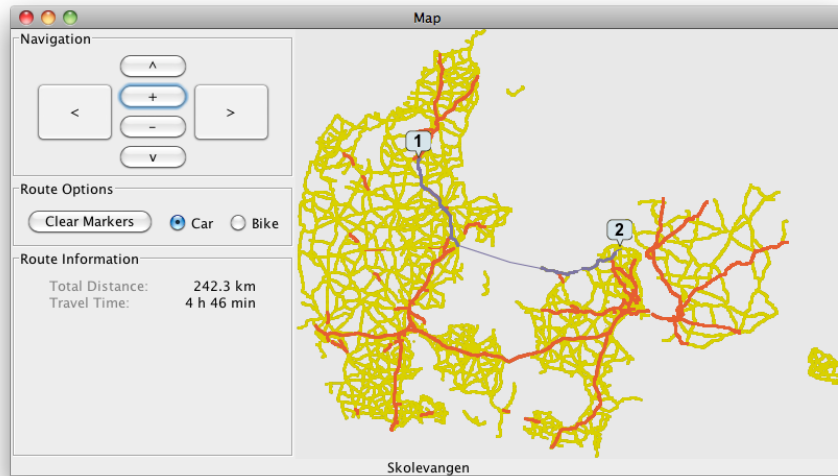 Map
Navigation
^
+
< >
-
v
1
2
Route Options
Clear Markers Car Bike
Route Information
Total Distance: 242.3 km
Travel Time: 4 h 46 min
Skolevangen